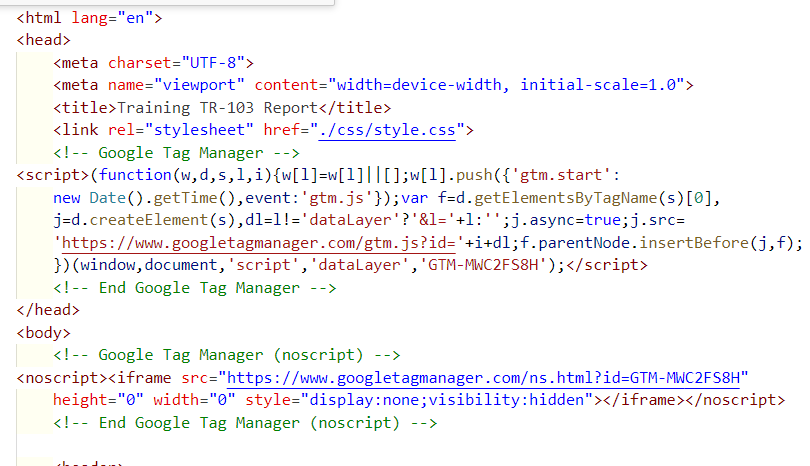 <html lang="en">
<head>
<meta charset="UTF-8">
<meta name="viewport" content="width=device-width, initial-scale=1.0">
<title>Training TR-103 Report</title>
<link rel="stylesheet" href="./css/style.css">
<!-- Google Tag Manager -->
<script>(function(w,d,s,l,i){w[l]=w[l]||[];w[l].push({'gtm.start':
new Date().getTime(),event:'gtm.js'});var f=d.getElementsByTagName(s)[0],
j=d.createElement(s),dl=l!='dataLayer'?'&l='+l:'';j.async=true;j.src=
'https://www.googletagmanager.com/gtm.js?id='+i+dl;f.parentNode.insertBefore(j,f);
})(window,document,'script','dataLayer','GTM-MWC2FS8H');</script>
<!-- End Google Tag Manager -->
</head>
<body>
<!-- Google Tag Manager (noscript) -->
<noscript><iframe src="https://www.googletagmanager.com/ns.html?id=GTM-MWC2FS8H"
height="0" width="0" style="display:none;visibility:hidden"></iframe></noscript>
<!-- End Google Tag Manager (noscript) -->